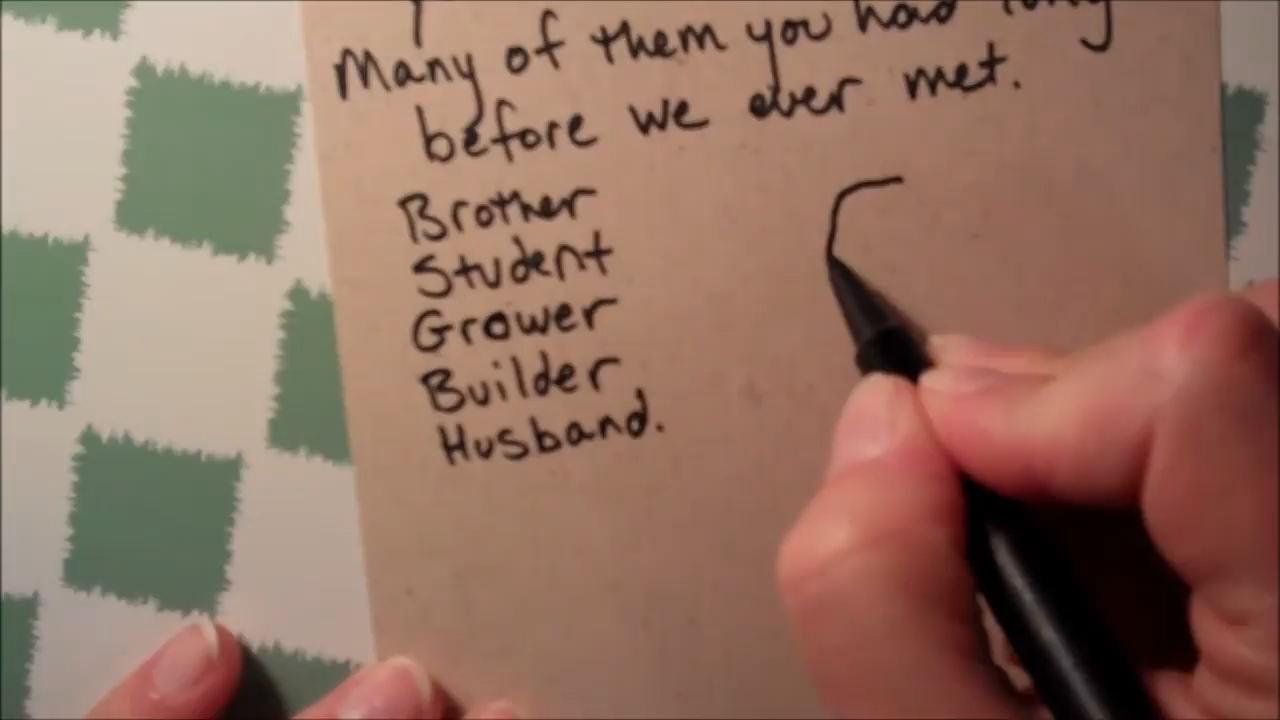 Many of them you had long
before we ever met.
Brother
Student
Grower
Builder
Husband.